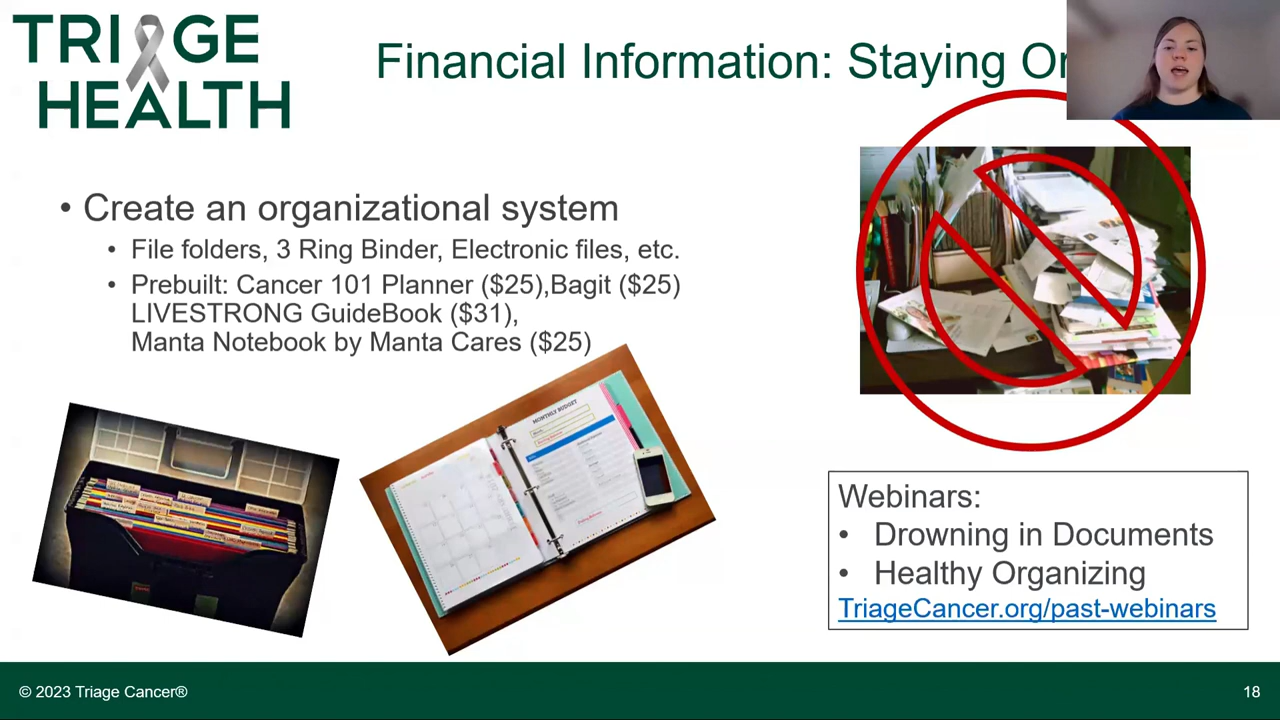 TRIAGE
HEALTH
Financial Information: Staying Or
• Create an organizational system
• File folders, 3 Ring Binder, Electronic files, etc.
• Prebuilt: Cancer 101 Planner ($25),Bagit ($25)
LIVESTRONG GuideBook ($31),
Manta Notebook by Manta Cares ($25)
MONTHLY BUDGET
Webinars:
• Drowning in Documents
• Healthy Organizing
TriageCancer.org/past-webinars
© 2023 Triage Cancer®
18